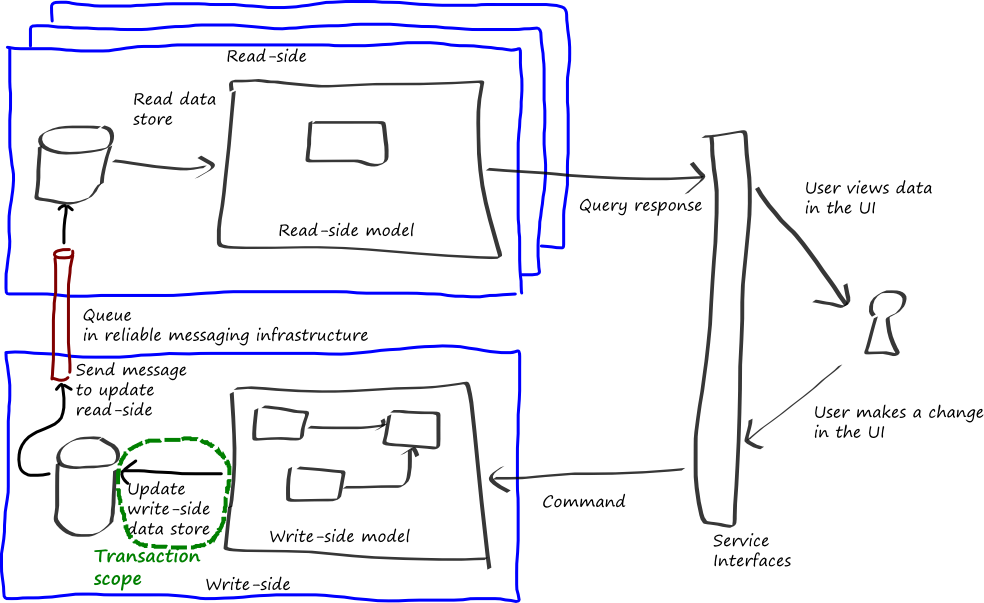 Read-side
Read data
store
Read-side model
Query response
User views data
in the UI
Queue
in reliable messaging infrastructure
Send message
to update
read-side
User makes a change
in the UI
Update
write-side
data store
Write-side model
Command
Transaction
scope
Write-side
Service
Interfaces